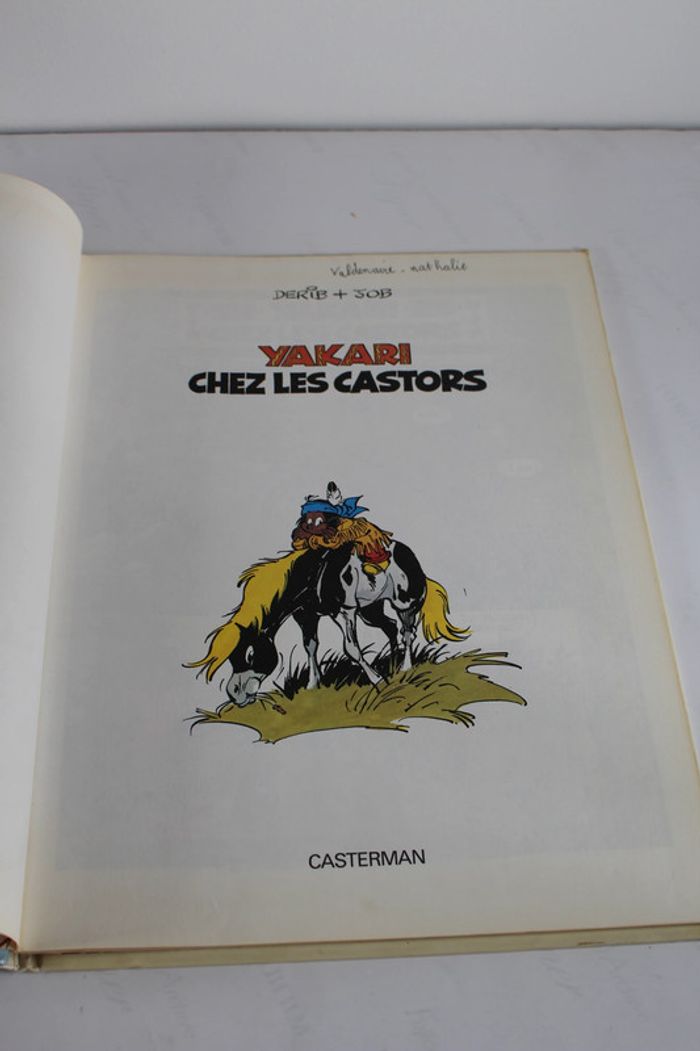 Valdenaire. nathalie
DERIB + JOB
YAKARI
CHEZ LES CASTORS
CASTERMAN